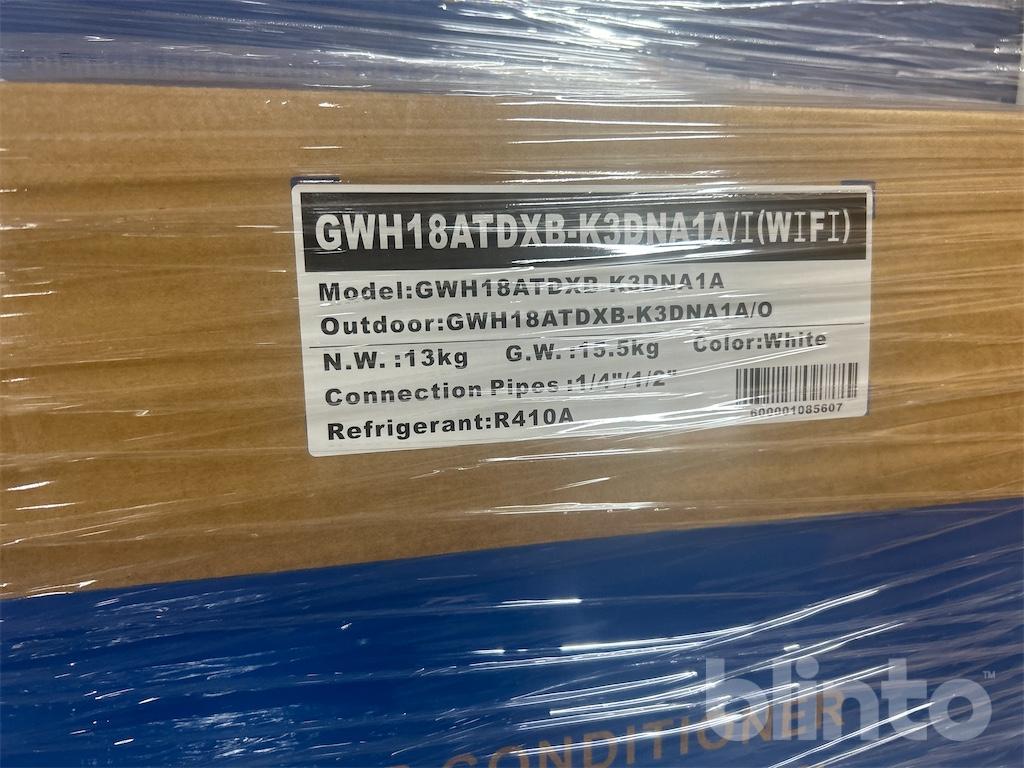 GWH18ATDXB-K3DNA1A/I(WIFI)
Model:GWH18ATDXB-K3DNA1A
Outdoor:GWH18ATDXB-K3DNA1A/O
N.W. :13kg G.W. :15.5kg Color:White
Connection Pipes :1/4"/1/2"
Refrigerant:R410A
600001085607
CONDITIONER
blinto™